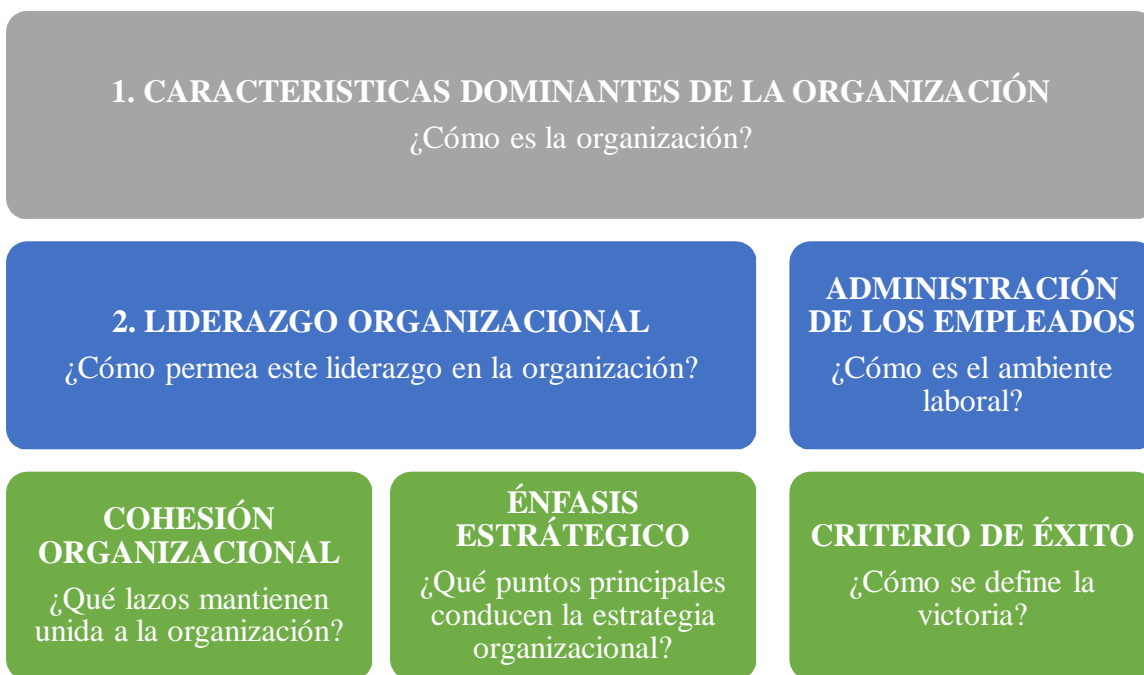 1. CARACTERISTICAS DOMINANTES DE LA ORGANIZACIÓN
¿Cómo es la organización?
2. LIDERAZGO ORGANIZACIONAL
¿Cómo permea este liderazgo en la organización?
ADMINISTRACIÓN
DE LOS EMPLEADOS
¿Cómo es el ambiente
laboral?
COHESIÓN
ORGANIZACIONAL
¿Qué lazos mantienen
unida a la organización?
ÉNFASIS
ESTRÁTEGICO
¿Qué puntos principales
conducen la estrategia
organizacional?
CRITERIO DE ÉXITO
¿Cómo se define la
victoria?